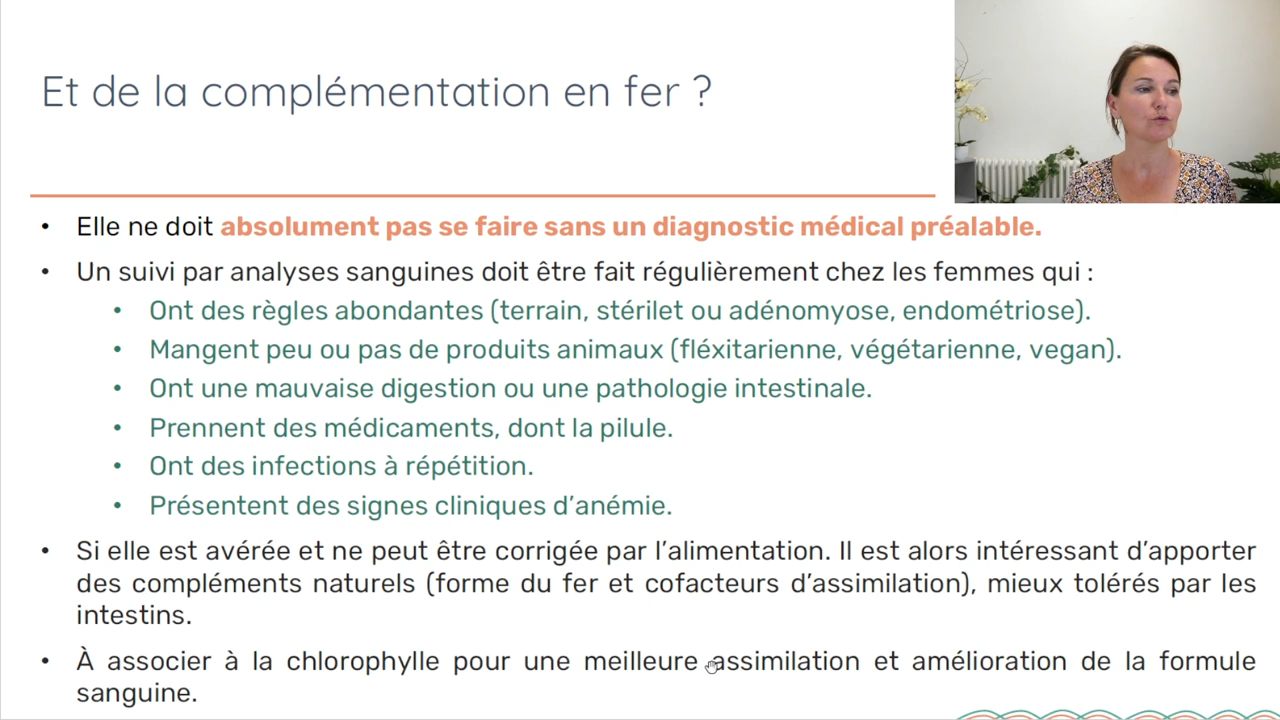 Et de la complémentation en fer ?
• Elle ne doit absolument pas se faire sans un diagnostic médical préalable.
• Un suivi par analyses sanguines doit être fait régulièrement chez les femmes qui :
• Ont des règles abondantes (terrain, stérilet ou adénomyose, endométriose).
• Mangent peu ou pas de produits animaux (fléxitarienne, végétarienne, vegan).
• Ont une mauvaise digestion ou une pathologie intestinale.
• Prennent des médicaments, dont la pilule.
• Ont des infections à répétition.
• Présentent des signes cliniques d'anémie.
• Si elle est avérée et ne peut être corrigée par l'alimentation. Il est alors intéressant d'apporter
des compléments naturels (forme du fer et cofacteurs d'assimilation), mieux tolérés par les
intestins.
• À associer à la chlorophylle pour une meilleure assimilation et amélioration de la formule
sanguine.